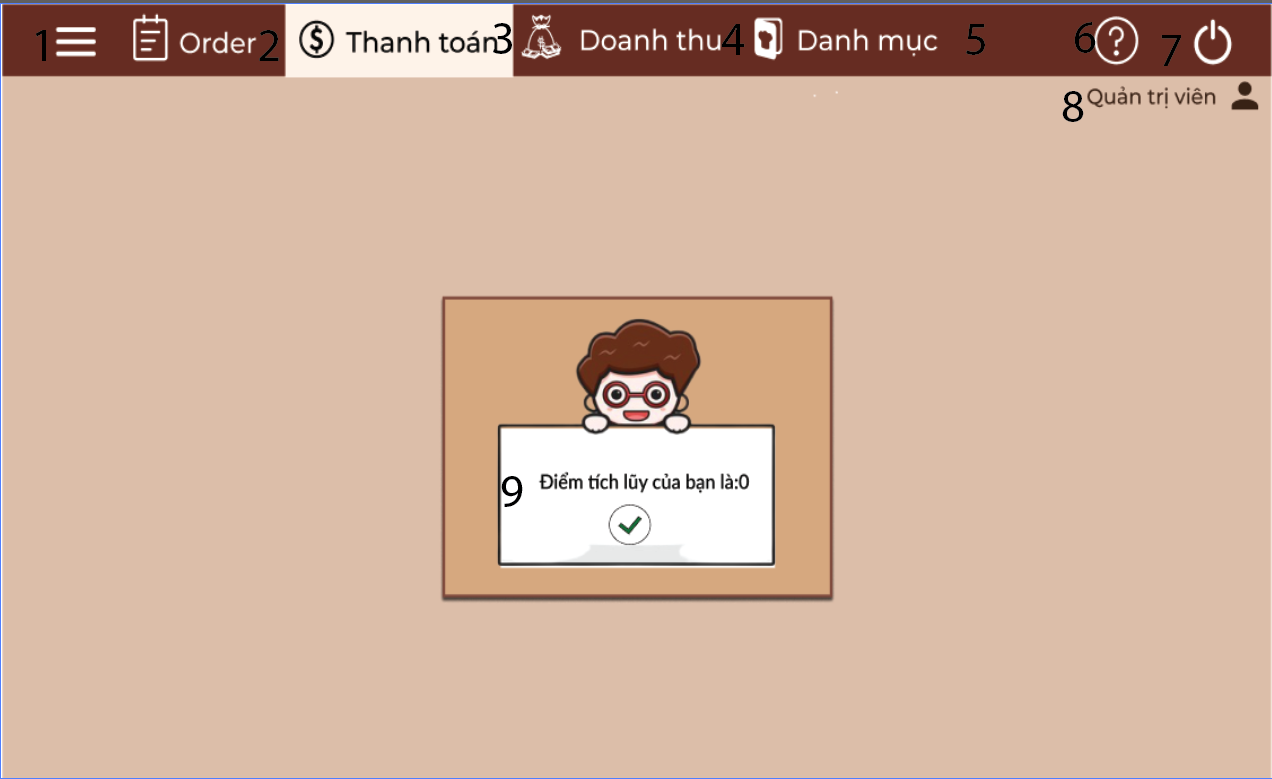 1 Order 2 Thanh toán 3 Doanh thu 4 Danh mục 5 6 ? 7
8 Quản trị viên
9 Điểm tích lũy của bạn là:0